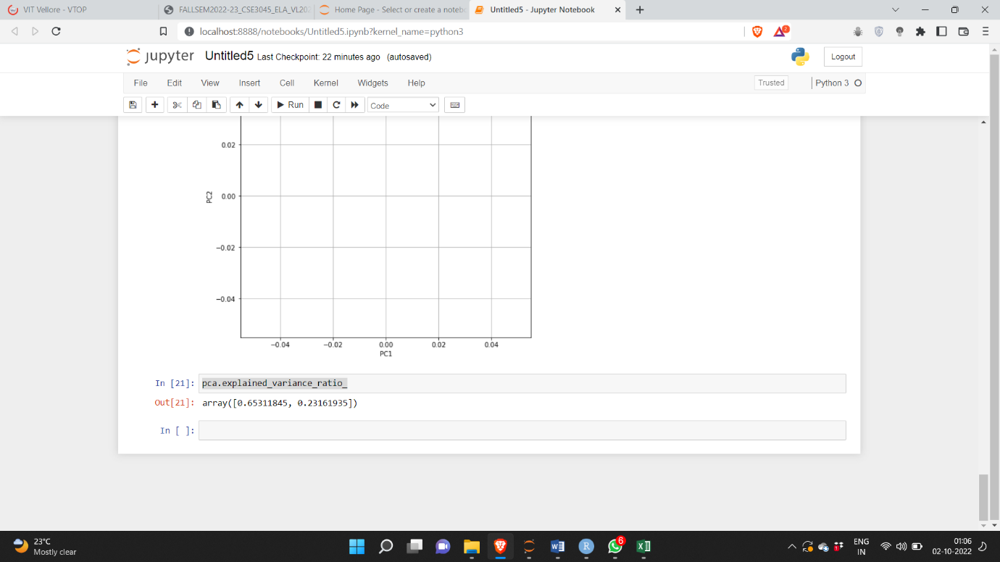 VIT Vellore - VTOP
FALLSEM2022-23_CSE3045_ELA_VL202
Home Page - Select or create a notebo
Untitled5 - Jupyter Notebook
localhost:8888/notebooks/Untitled5.ipynb?kernel_name=python3
2
jupyter Untitled5 Last Checkpoint: 22 minutes ago (autosaved)
Logout
File Edit View Insert Cell Kernel Widgets Help
Trusted
Python 3
Run
Code
0.02
0.00
−0.02
−0.04
PC2
−0.04 −0.02 0.00 0.02 0.04
PC1
In [21]: pca.explained_variance_ratio_
Out[21]: array([0.65311845, 0.23161935])
In [ ]:
23°C
Mostly clear
W
R
6
X
ENG
IN
01:06
02-10-2022